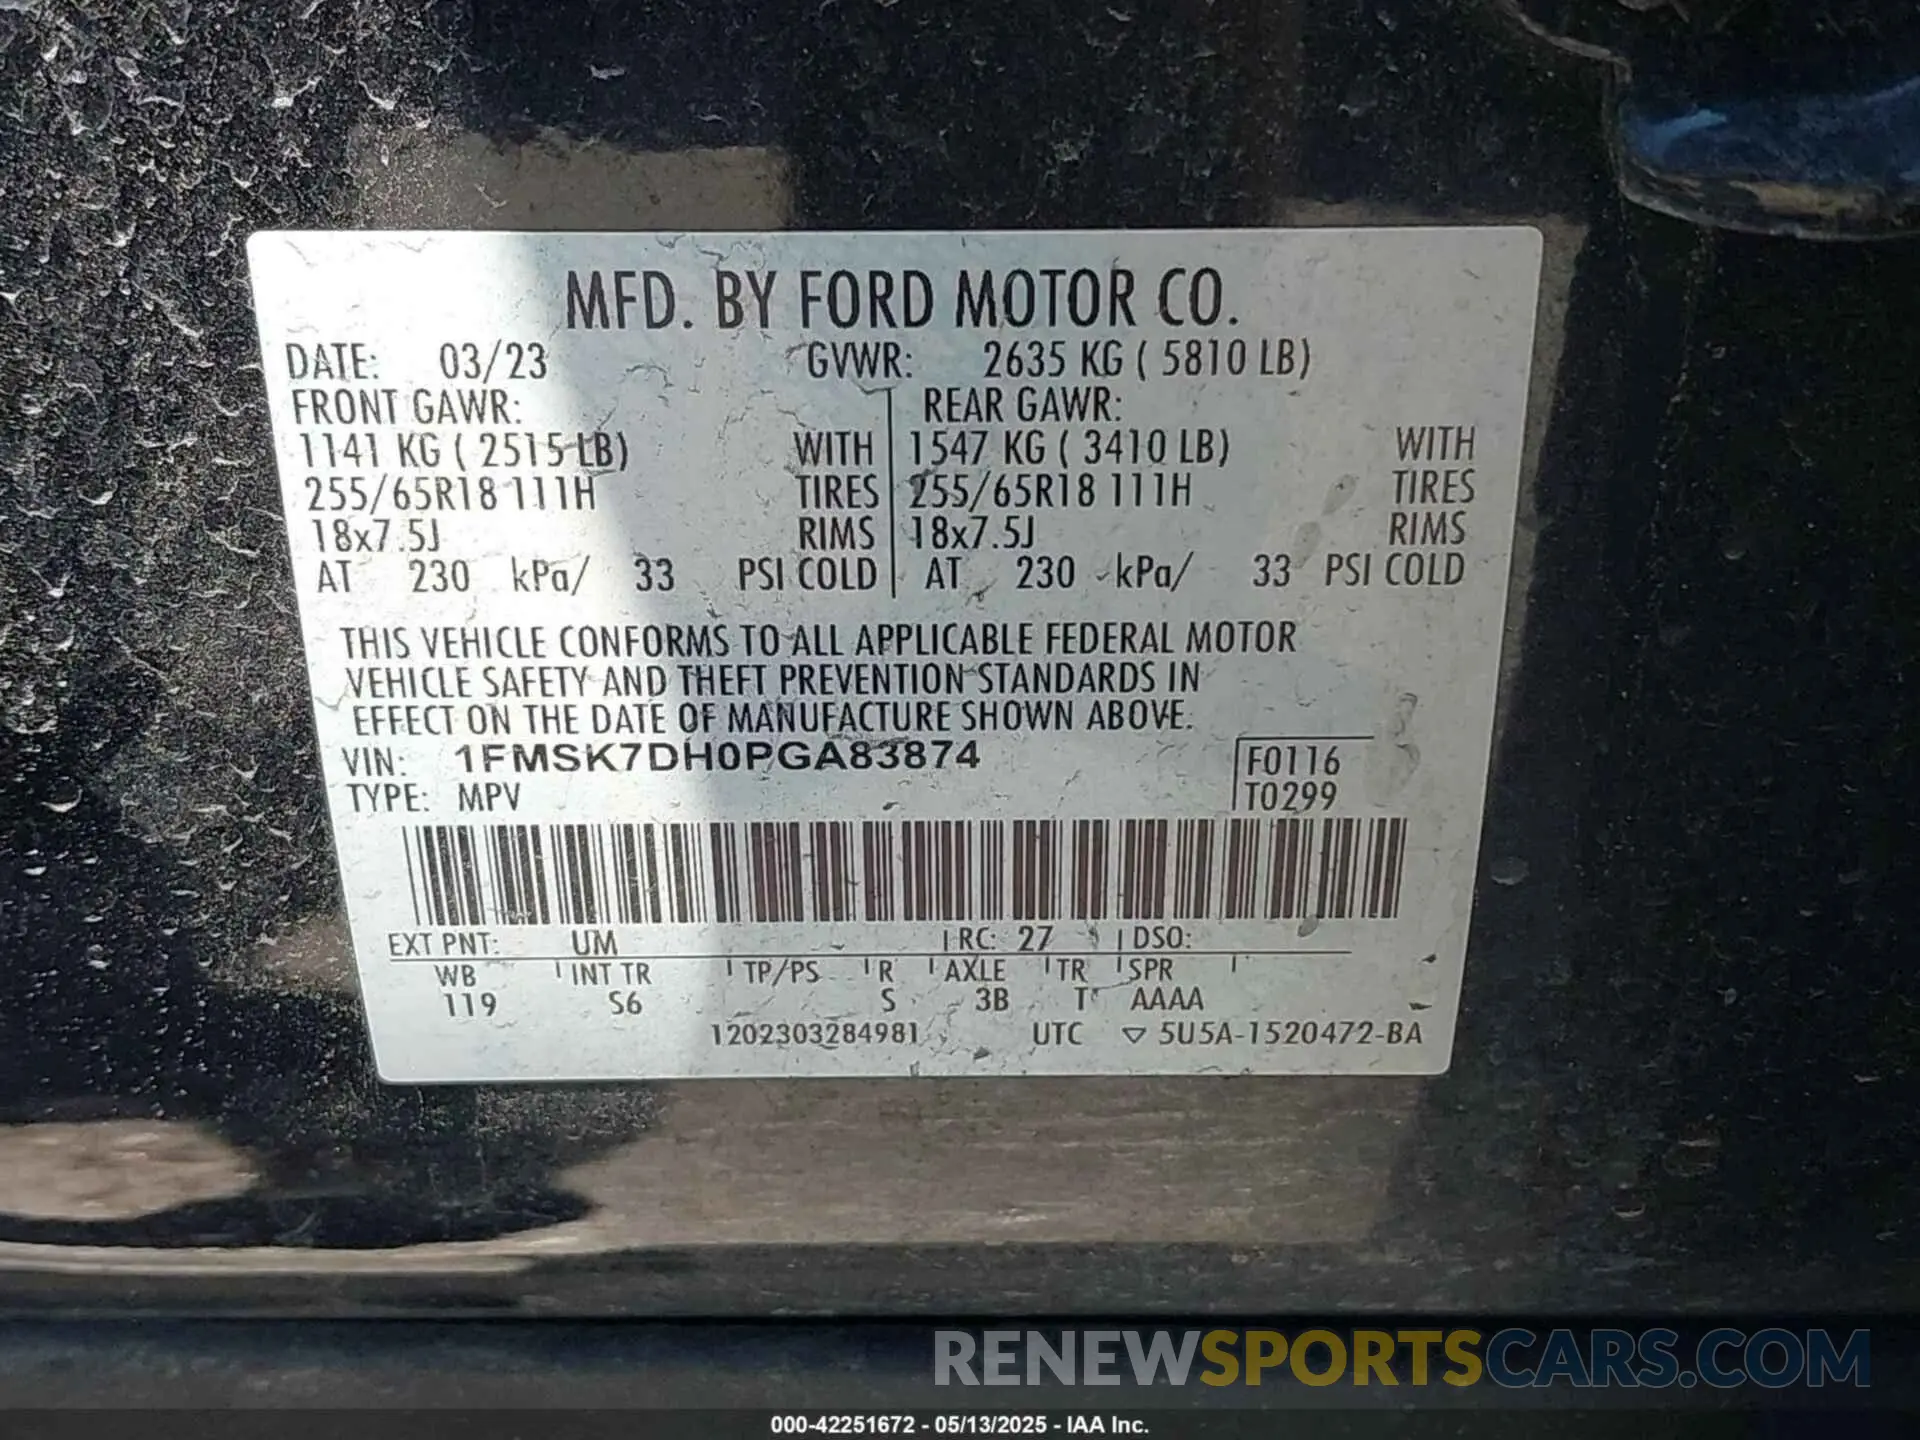 MFD. BY FORD MOTOR CO.
DATE: 03/23 GVWR: 2635 KG ( 5810 LB)
FRONT GAWR: REAR GAWR:
1141 KG ( 2515 LB) WITH 1547 KG ( 3410 LB) WITH
255/65R18 111H TIRES 255/65R18 111H TIRES
18x7.5J RIMS 18x7.5J RIMS
AT 230 kPa/ 33 PSI COLD AT 230 kPa/ 33 PSI COLD
THIS VEHICLE CONFORMS TO ALL APPLICABLE FEDERAL MOTOR
VEHICLE SAFETY AND THEFT PREVENTION STANDARDS IN
EFFECT ON THE DATE OF MANUFACTURE SHOWN ABOVE.
VIN: 1FMSK7DH0PGA83874 F0116
TYPE: MPV T0299
EXT PNT: UM RC: 27 DSO:
WB INT TR TP/PS R AXLE TR SPR
119 S6 S 3B T AAAA
1202303284981 UTC ▽ 5U5A-1520472-BA
RENEWSPORTSCARS.COM
000-42251672 - 05/13/2025 - IAA Inc.